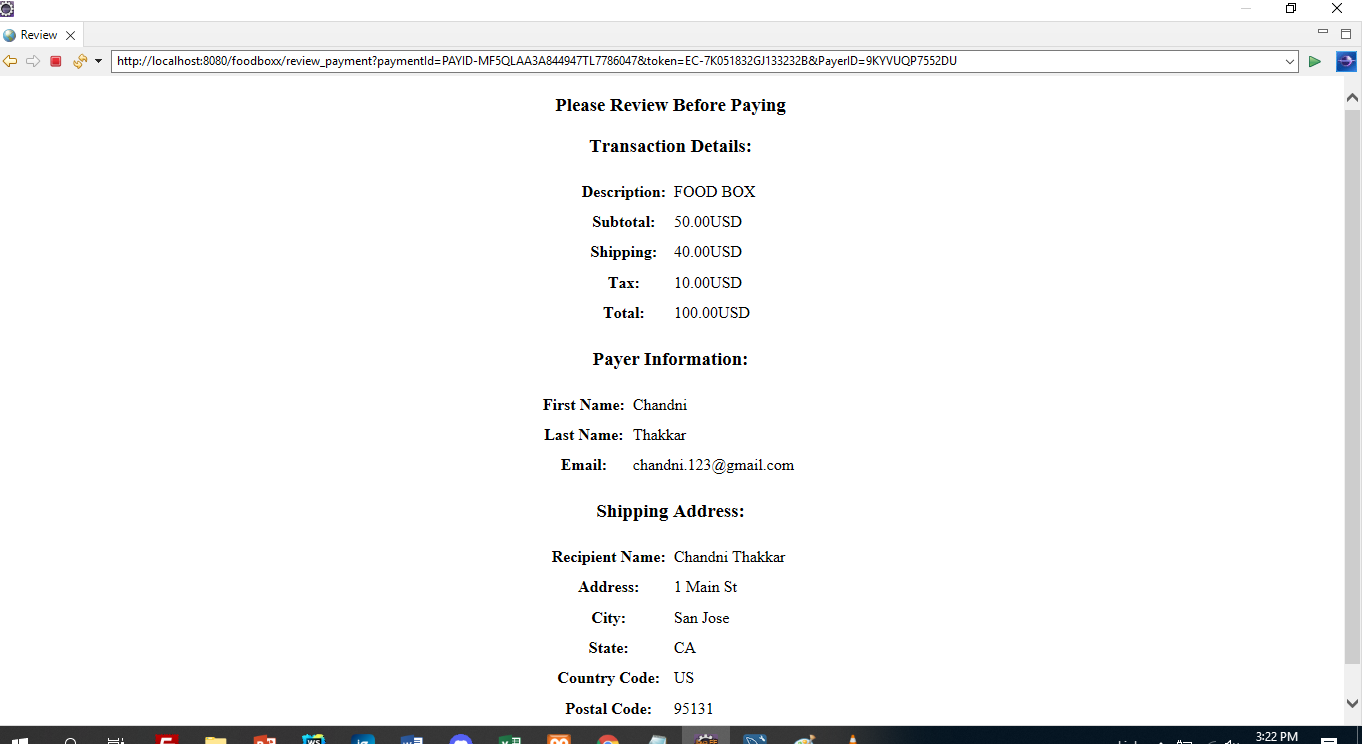 Review
http://localhost:8080/foodboxx/review_payment?paymentId=PAYID-MF5QLAA3A844947TL7786047&token=EC-7K051832GJ133232B&PayerID=9KYVUQP7552DU
Please Review Before Paying
Transaction Details:
Description: FOOD BOX
Subtotal: 50.00USD
Shipping: 40.00USD
Tax: 10.00USD
Total: 100.00USD
Payer Information:
First Name: Chandni
Last Name: Thakkar
Email: chandni.123@gmail.com
Shipping Address:
Recipient Name: Chandni Thakkar
Address: 1 Main St
City: San Jose
State: CA
Country Code: US
Postal Code: 95131
3:22 PM